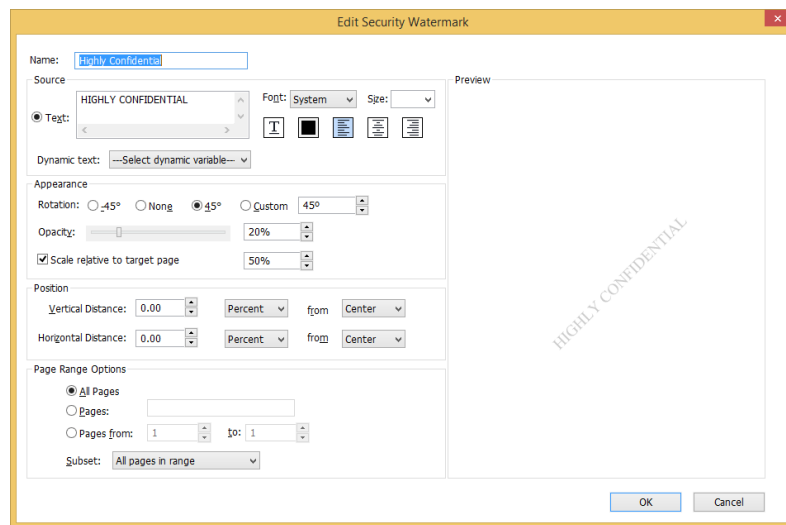 Edit Security Watermark
Name: Highly Confidential
Source
Text: HIGHLY CONFIDENTIAL
Font: System Size:
T
Dynamic text: ---Select dynamic variable---
Appearance
Rotation: -45° None 45° Custom 45º
Opacity: 20%
Scale relative to target page 50%
Position
Vertical Distance: 0.00 Percent from Center
Horizontal Distance: 0.00 Percent from Center
Page Range Options
All Pages
Pages:
Pages from: 1 to: 1
Subset: All pages in range
Preview
HIGHLY CONFIDENTIAL
OK Cancel